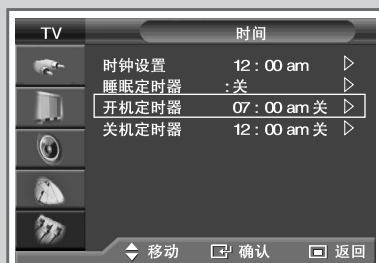 TV 时间
时钟设置 12 : 00 am
睡眠定时器 : 关
开机定时器 07 : 00 am 关
关机定时器 12 : 00 am 关
移动 确认 返回